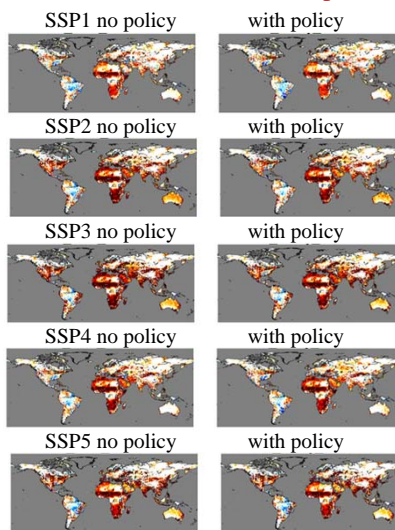 SSP1 no policy with policy
SSP2 no policy with policy
SSP3 no policy with policy
SSP4 no policy with policy
SSP5 no policy with policy